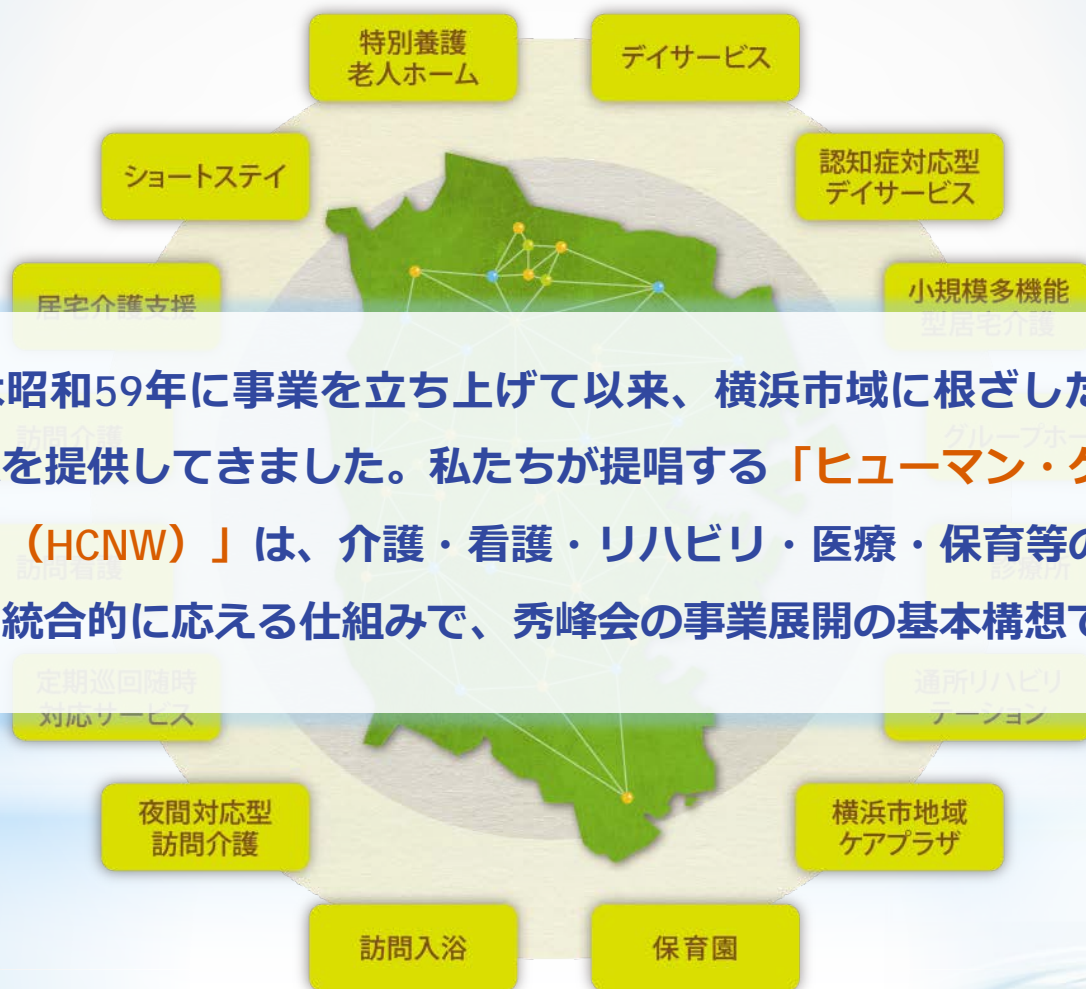 特別養護
老人ホーム
デイサービス
ショートステイ
認知症対応型
デイサービス
居宅介護支援
小規模多機能
型居宅介護
は昭和59年に事業を立ち上げて以来、横浜市域に根ざした
訪問介護
グループホー
を提供してきました。私たちが提唱する「ヒューマン・ケ
（HCNW）」は、介護・看護・リハビリ・医療・保育等の
訪問看護
診療所
統合的に応える仕組みで、秀峰会の事業展開の基本構想で
定期巡回随時
対応サービス
通所リハビリ
テーション
夜間対応型
訪問介護
横浜市地域
ケアプラザ
訪問入浴
保育園